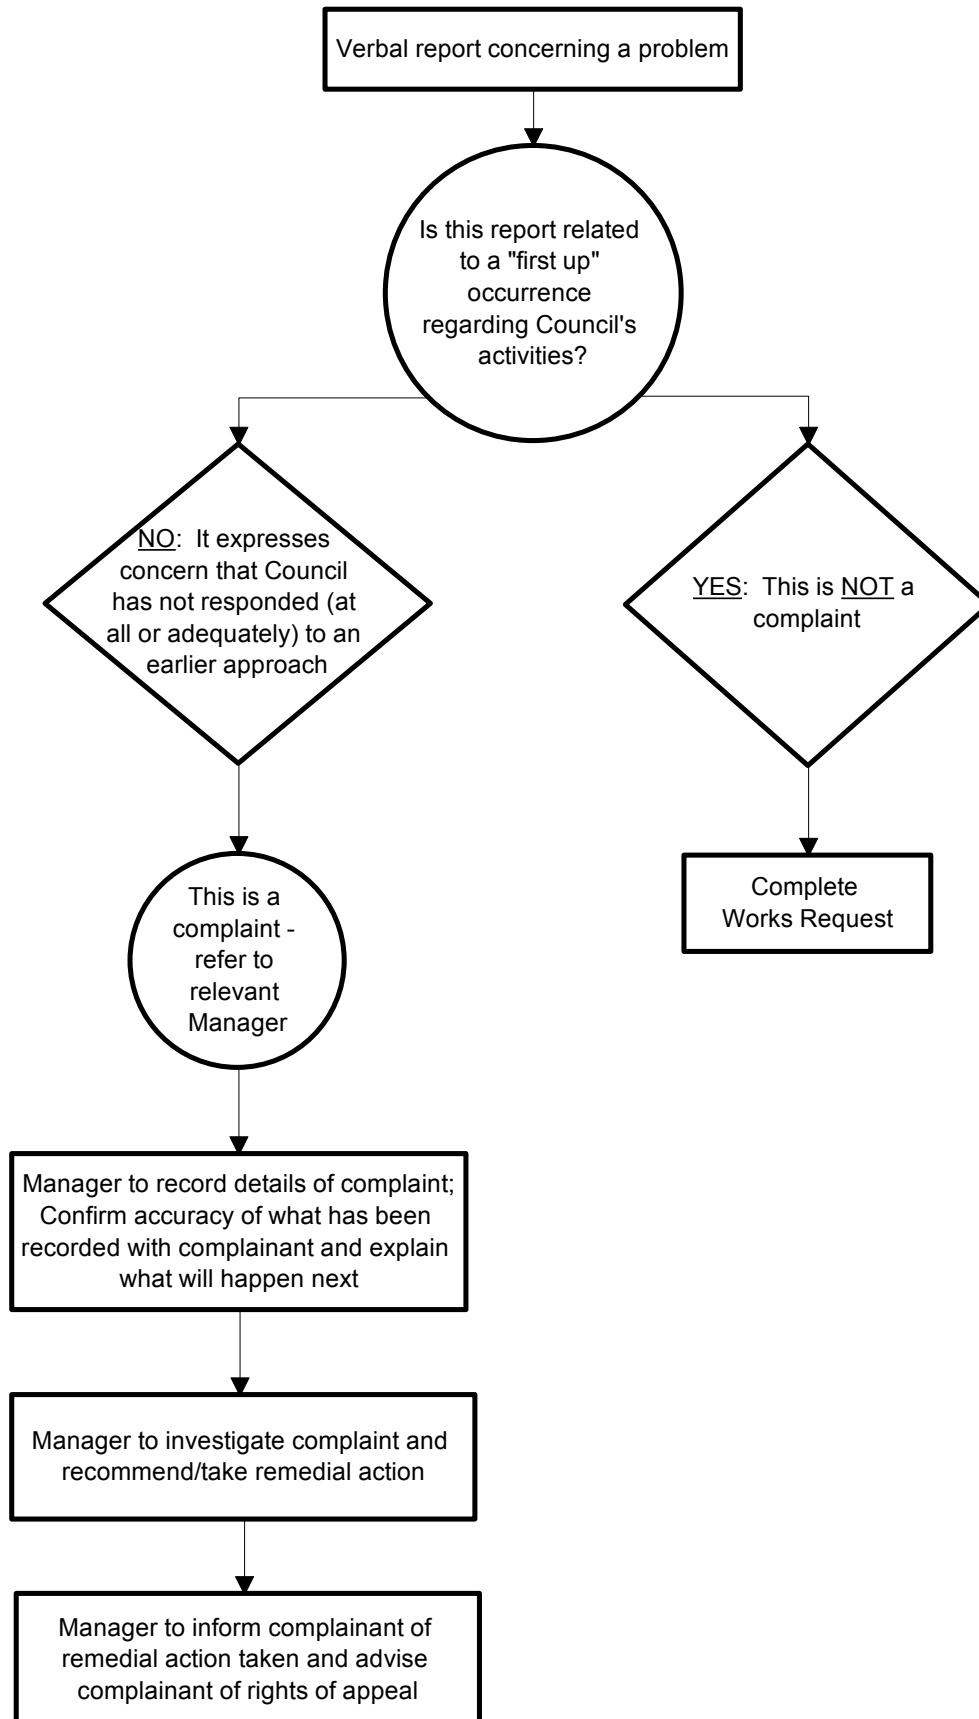 Verbal report concerning a problem
Is this report related
to a "first up"
occurrence
regarding Council's
activities?
NO:  It expresses
concern that Council
has not responded (at
all or adequately) to an
earlier approach
YES:  This is NOT a
complaint
This is a
complaint -
refer to
relevant
Manager
Complete
Works Request
Manager to record details of complaint;
Confirm accuracy of what has been
recorded with complainant and explain
what will happen next
Manager to investigate complaint and
recommend/take remedial action
Manager to inform complainant of
remedial action taken and advise
complainant of rights of appeal